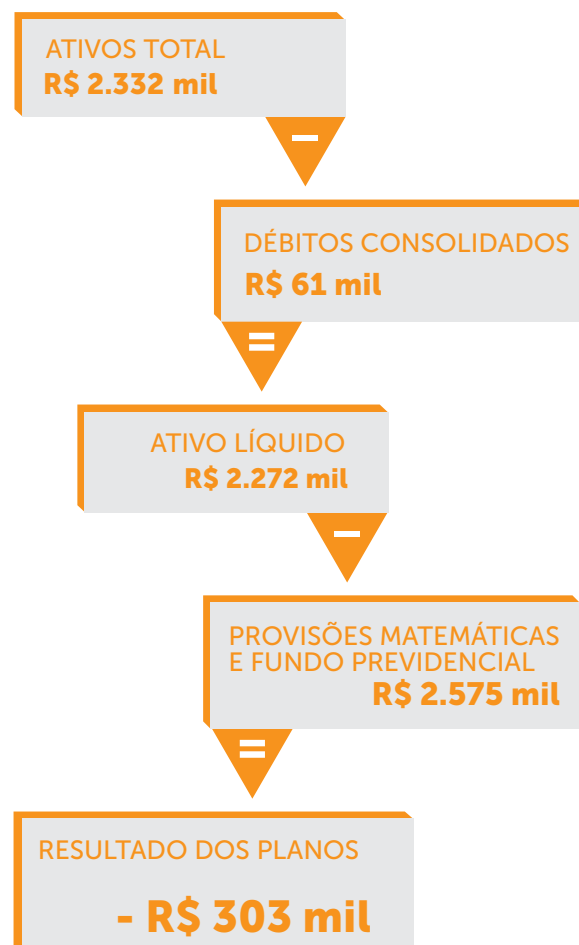 ATIVOS TOTAL
R$ 2.332 mil
–
DÉBITOS CONSOLIDADOS
R$ 61 mil
=
ATIVO LÍQUIDO
R$ 2.272 mil
–
PROVISÕES MATEMÁTICAS
E FUNDO PREVIDENCIAL
R$ 2.575 mil
=
RESULTADO DOS PLANOS
- R$ 303 mil